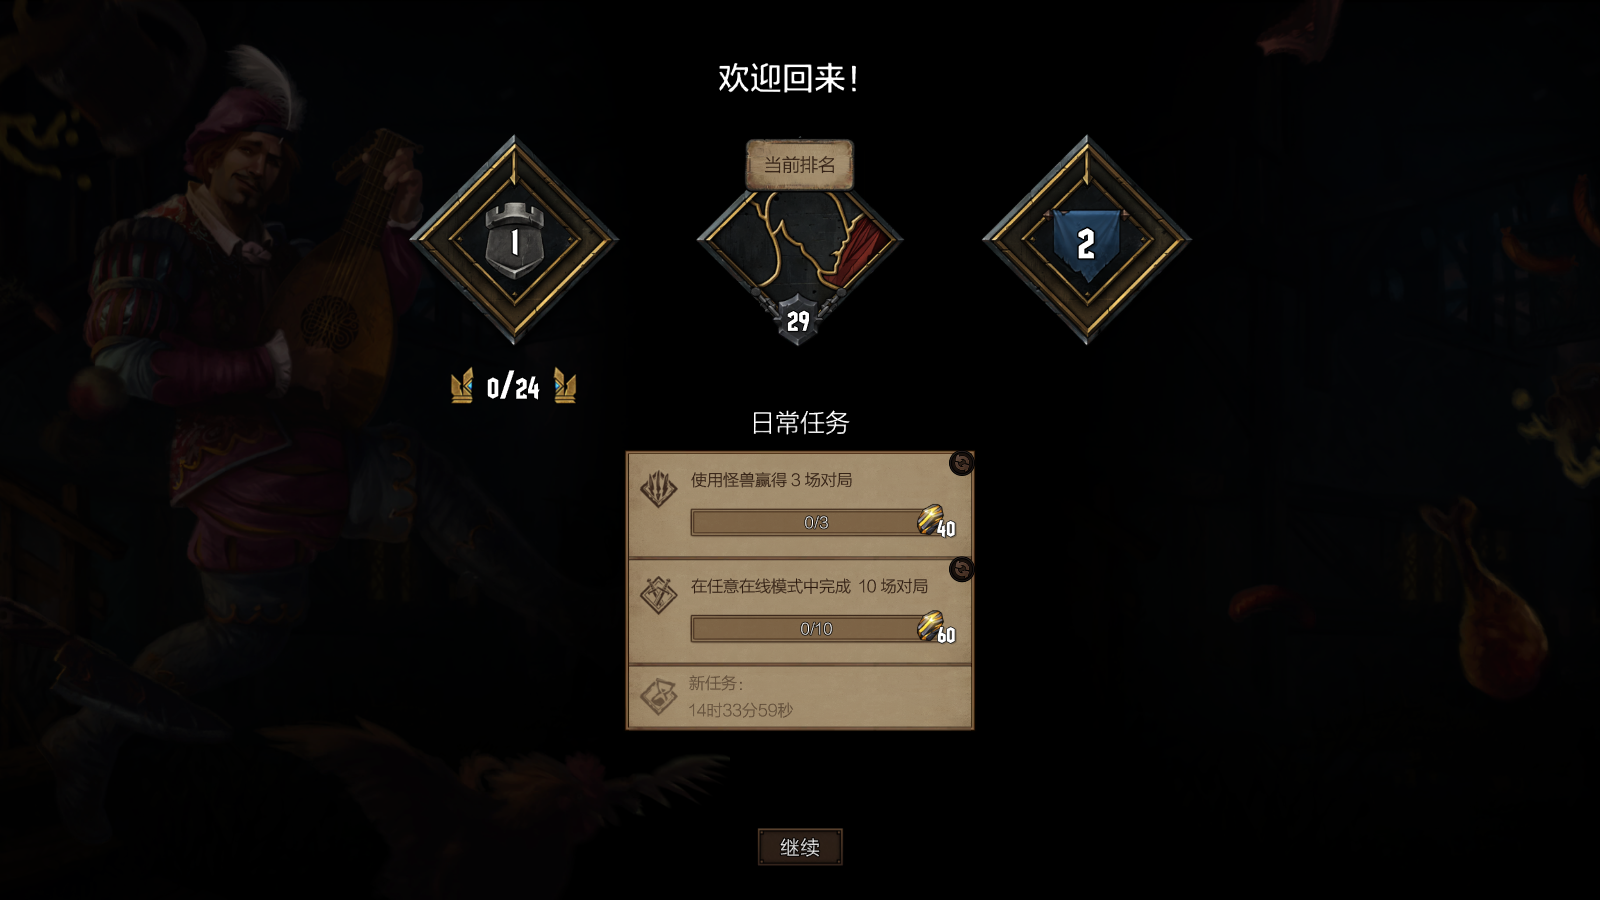 欢迎回来!
当前排名
1
29
2
0/24
日常任务
使用怪兽赢得 3 场对局
0/3
40
在任意在线模式中完成 10 场对局
0/10
60
新任务:
14时33分59秒
继续